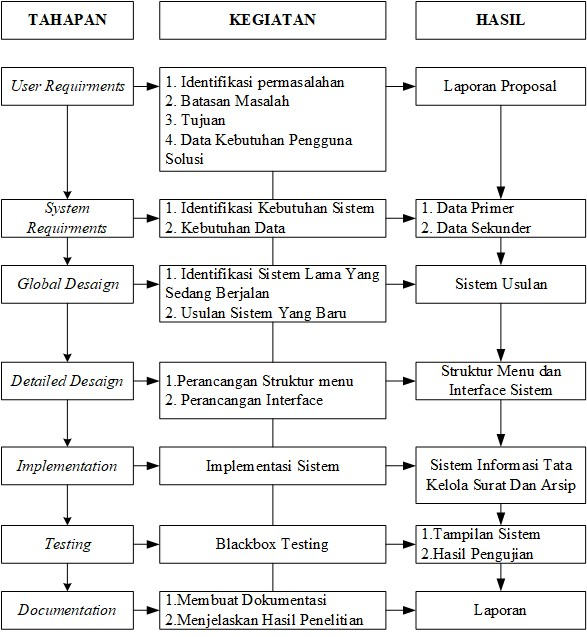 TAHAPAN
KEGIATAN
HASIL
User Requirments
1. Identifikasi permasalahan
2. Batasan Masalah
3. Tujuan
4. Data Kebutuhan Pengguna
Solusi
Laporan Proposal
System
Requirments
1. Identifikasi Kebutuhan Sistem
2. Kebutuhan Data
1. Data Primer
2. Data Sekunder
Global Desaign
1. Identifikasi Sistem Lama Yang
Sedang Berjalan
2. Usulan Sistem Yang Baru
Sistem Usulan
Detailed Desaign
1.Perancangan Struktur menu
2. Perancangan Interface
Struktur Menu dan
Interface Sistem
Implementation
Implementasi Sistem
Sistem Informasi Tata
Kelola Surat Dan Arsip
Testing
Blackbox Testing
1.Tampilan Sistem
2.Hasil Pengujian
Documentation
1.Membuat Dokumentasi
2.Menjelaskan Hasil Penelitian
Laporan